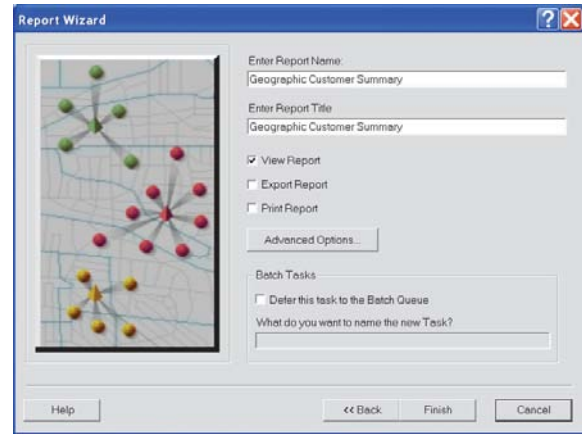 Report Wizard
Enter Report Name:
Geographic Customer Summary
Enter Report Title
Geographic Customer Summary
View Report
Export Report
Print Report
Advanced Options...
Batch Tasks
Defer this task to the Batch Queue
What do you want to name the new Task?
Help
<< Back
Finish
Cancel